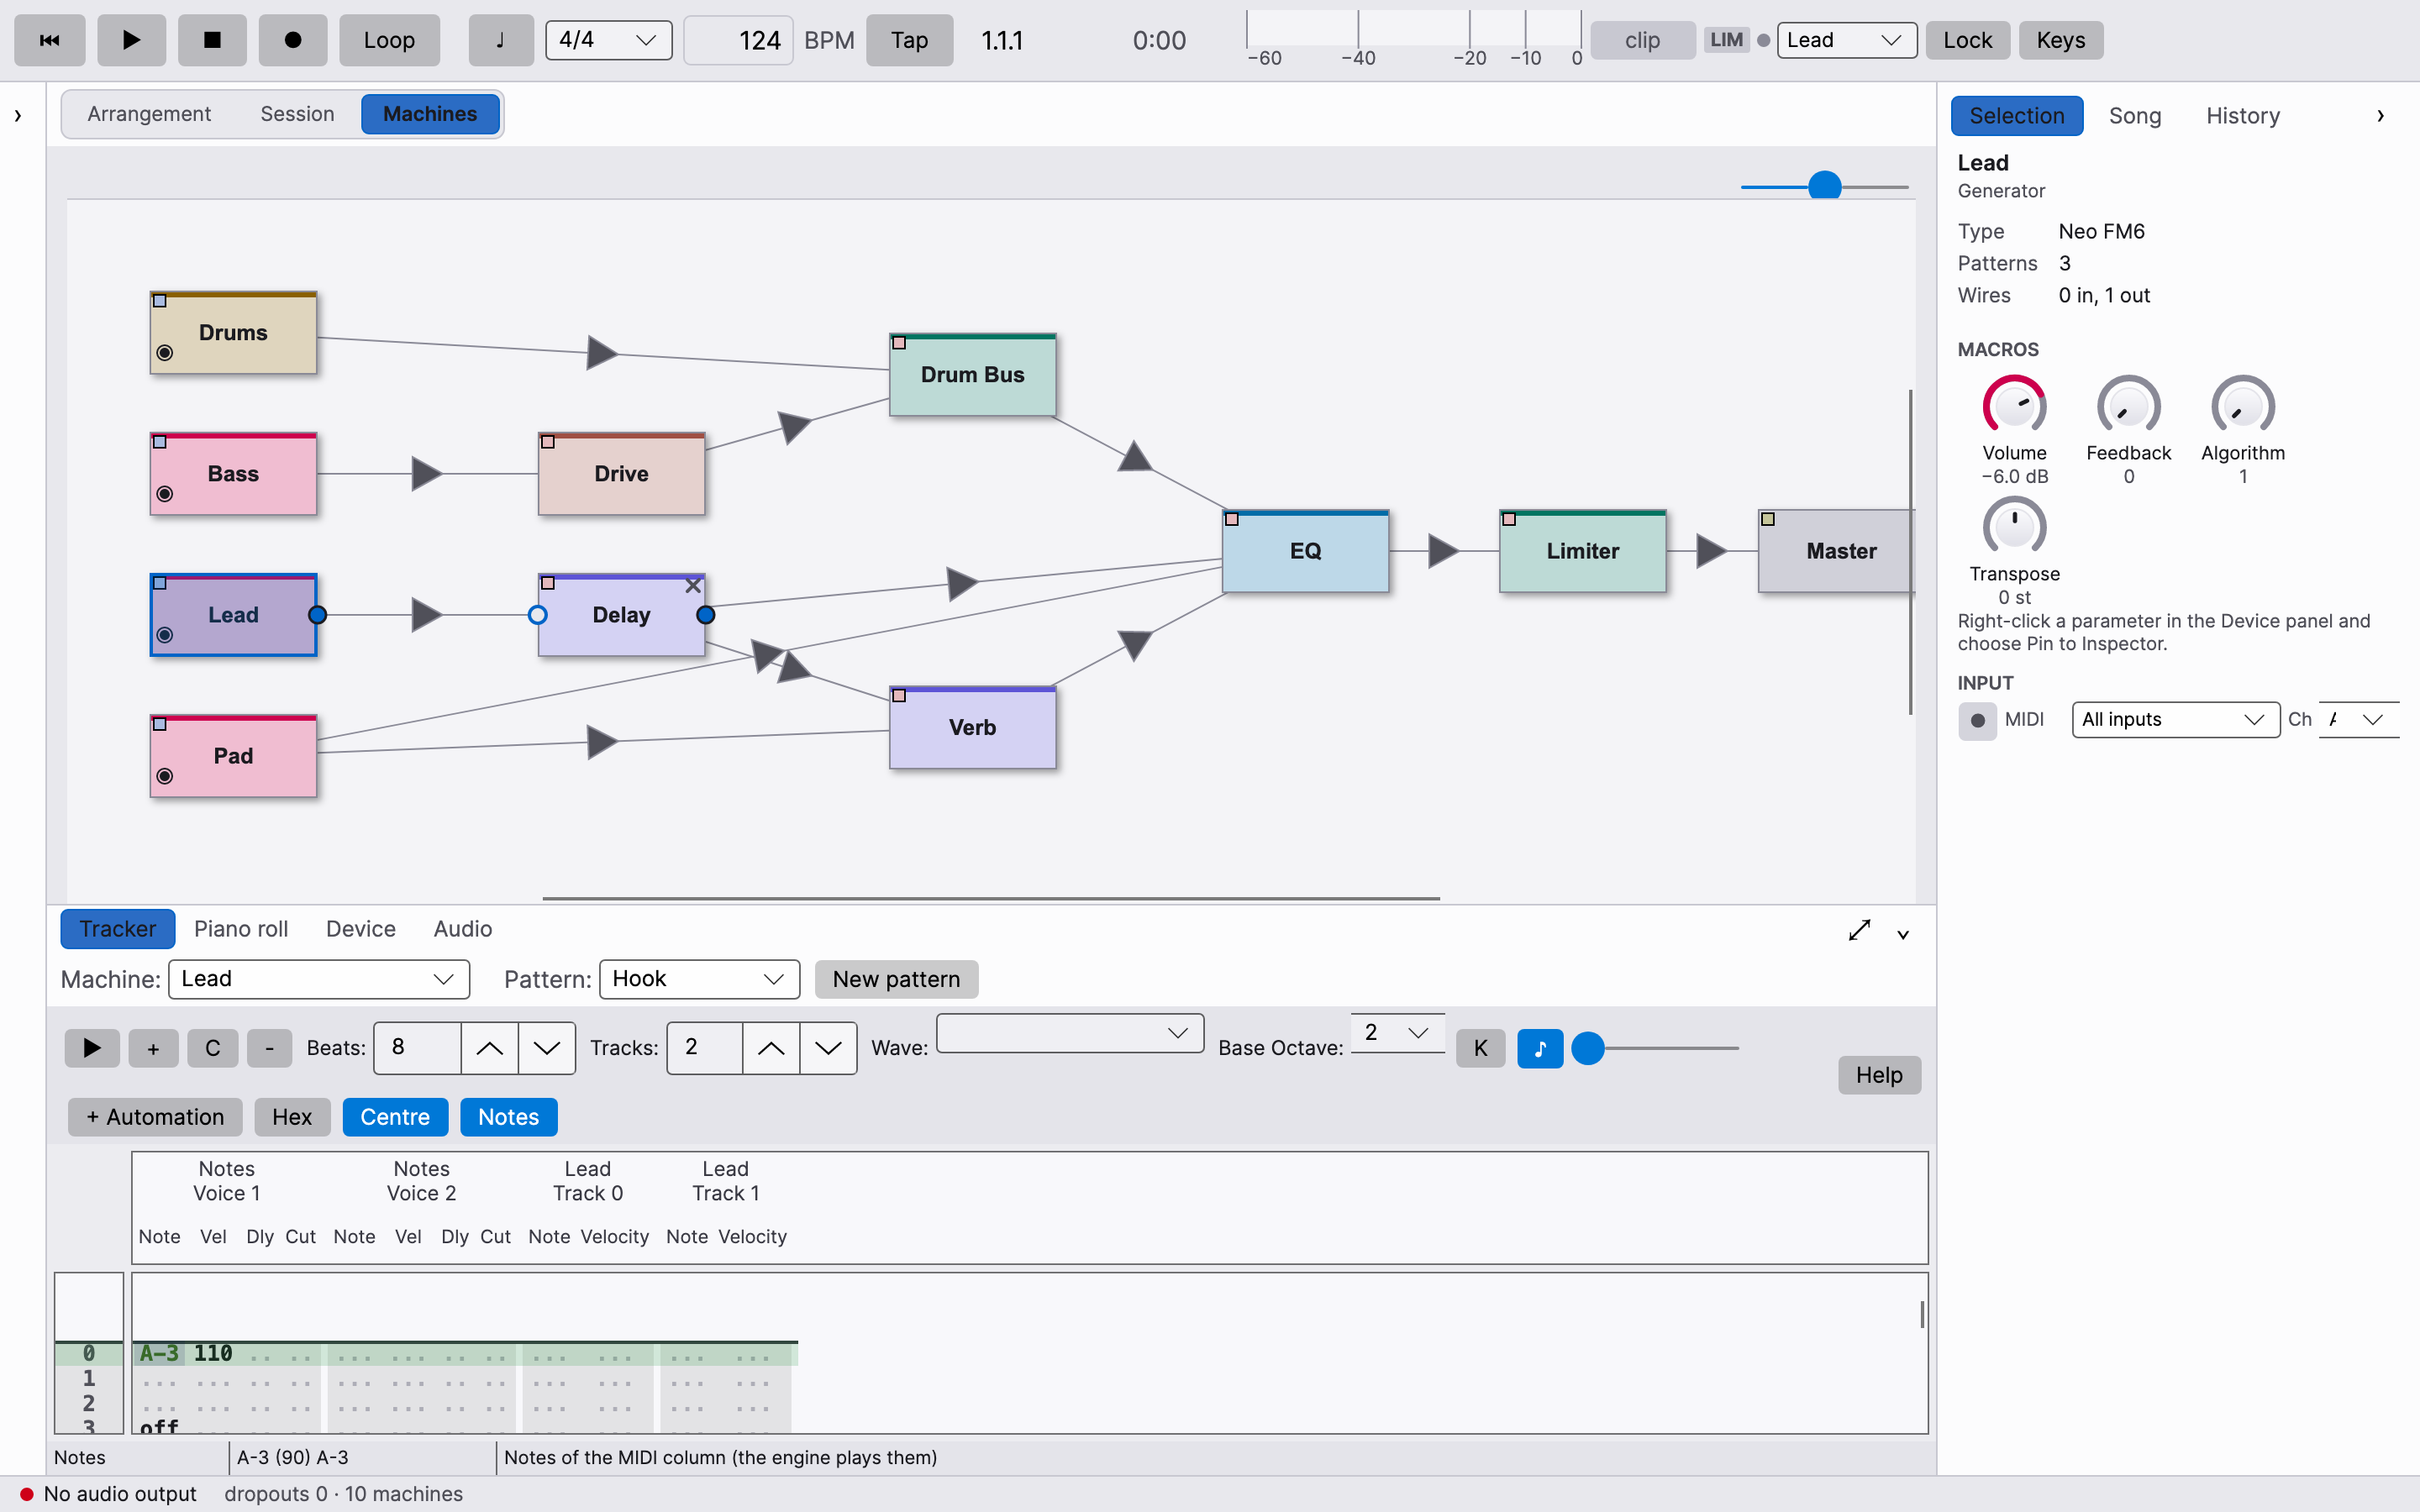 Loop 4/4 124 BPM Tap 1.1.1 0:00 −60 −40 −20 −10 0 clip LIM Lead Lock Keys
Arrangement Session Machines
Selection Song History
Lead
Generator
Type Neo FM6
Patterns 3
Wires 0 in, 1 out
MACROS
Volume Feedback Algorithm
−6.0 dB 0 1
Transpose
0 st
Right-click a parameter in the Device panel and
choose Pin to Inspector.
INPUT
MIDI All inputs Ch
Drums
Drum Bus
Bass
Drive
EQ
Limiter
Master
Lead
Delay
Verb
Pad
Tracker Piano roll Device Audio
Machine: Lead Pattern: Hook New pattern
+ C - Beats: 8 Tracks: 2 Wave: Base Octave: 2 K
Help
+ Automation Hex Centre Notes
Notes Notes Lead Lead
Voice 1 Voice 2 Track 0 Track 1
Note Vel Dly Cut Note Vel Dly Cut Note Velocity Note Velocity
0 A-3 110 .. .. ... ... .. .. ... ... ... ...
1 ... ... .. .. ... ... .. .. ... ... ... ...
2 ... ... .. .. ... ... .. .. ... ... ... ...
3 off
Notes A-3 (90) A-3 Notes of the MIDI column (the engine plays them)
No audio output dropouts 0 · 10 machines